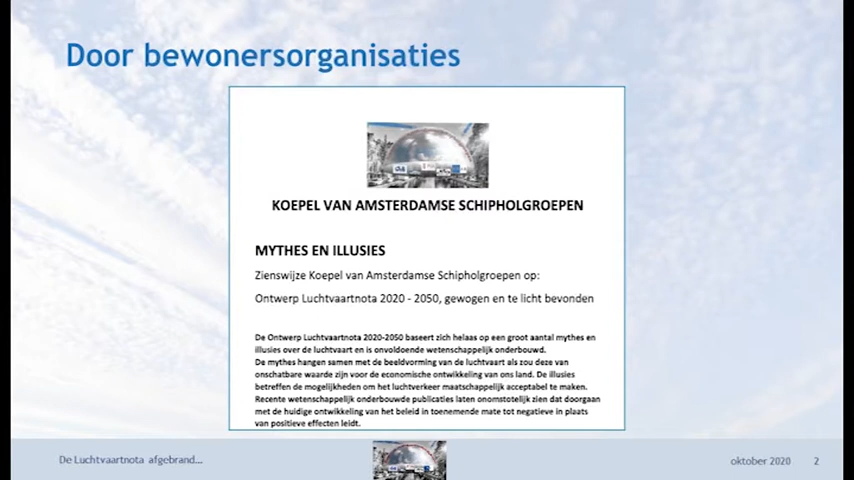 Door bewonersorganisaties
KOEPEL VAN AMSTERDAMSE SCHIPHOLGROEPEN
MYTHES EN ILLUSIES
Zienswijze Koepel van Amsterdamse Schipholgroepen op:
Ontwerp Luchtvaartnota 2020 - 2050, gewogen en te licht bevonden
De Ontwerp Luchtvaartnota 2020-2050 baseert zich helaas op een groot aantal mythes en
illusies over de luchtvaart en is onvoldoende wetenschappelijk onderbouwd.
De mythes hangen samen met de beeldvorming van de luchtvaart als zou deze van
onschatbare waarde zijn voor de economische ontwikkeling van ons land. De illusies
betreffen de mogelijkheden om het luchtverkeer maatschappelijk acceptabel te maken.
Recente wetenschappelijk onderbouwde publicaties laten onomstotelijk zien dat doorgaan
met de huidige ontwikkeling van het beleid in toenemende mate tot negatieve in plaats
van positieve effecten leidt.
De Luchtvaartnota afgebrand...
oktober 2020
2